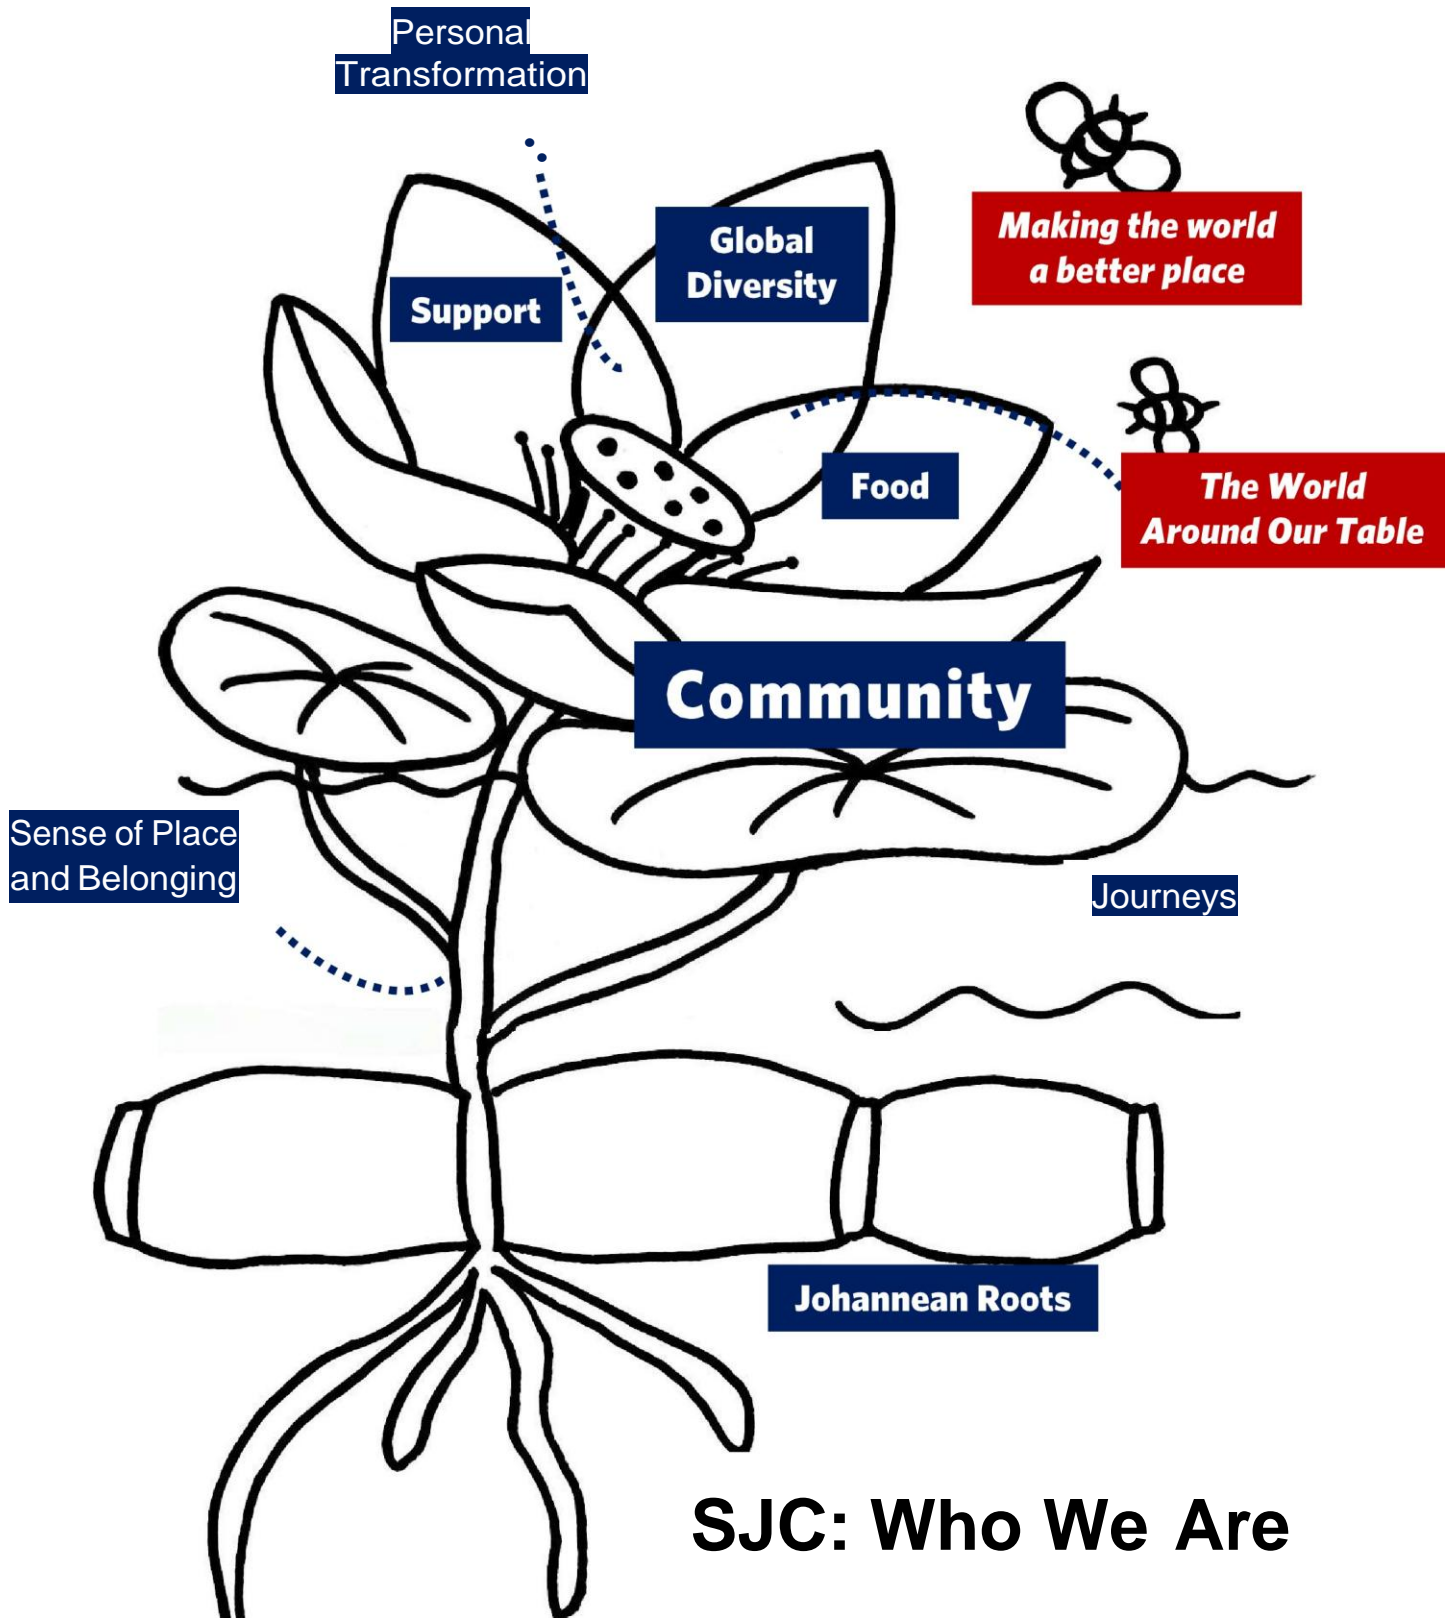 Personal
Transformation
Global
Diversity
Making the world
a better place
Support
Food
The World
Around Our Table
Community
Sense of Place
and Belonging
Journeys
Johannean Roots
SJC: Who We Are